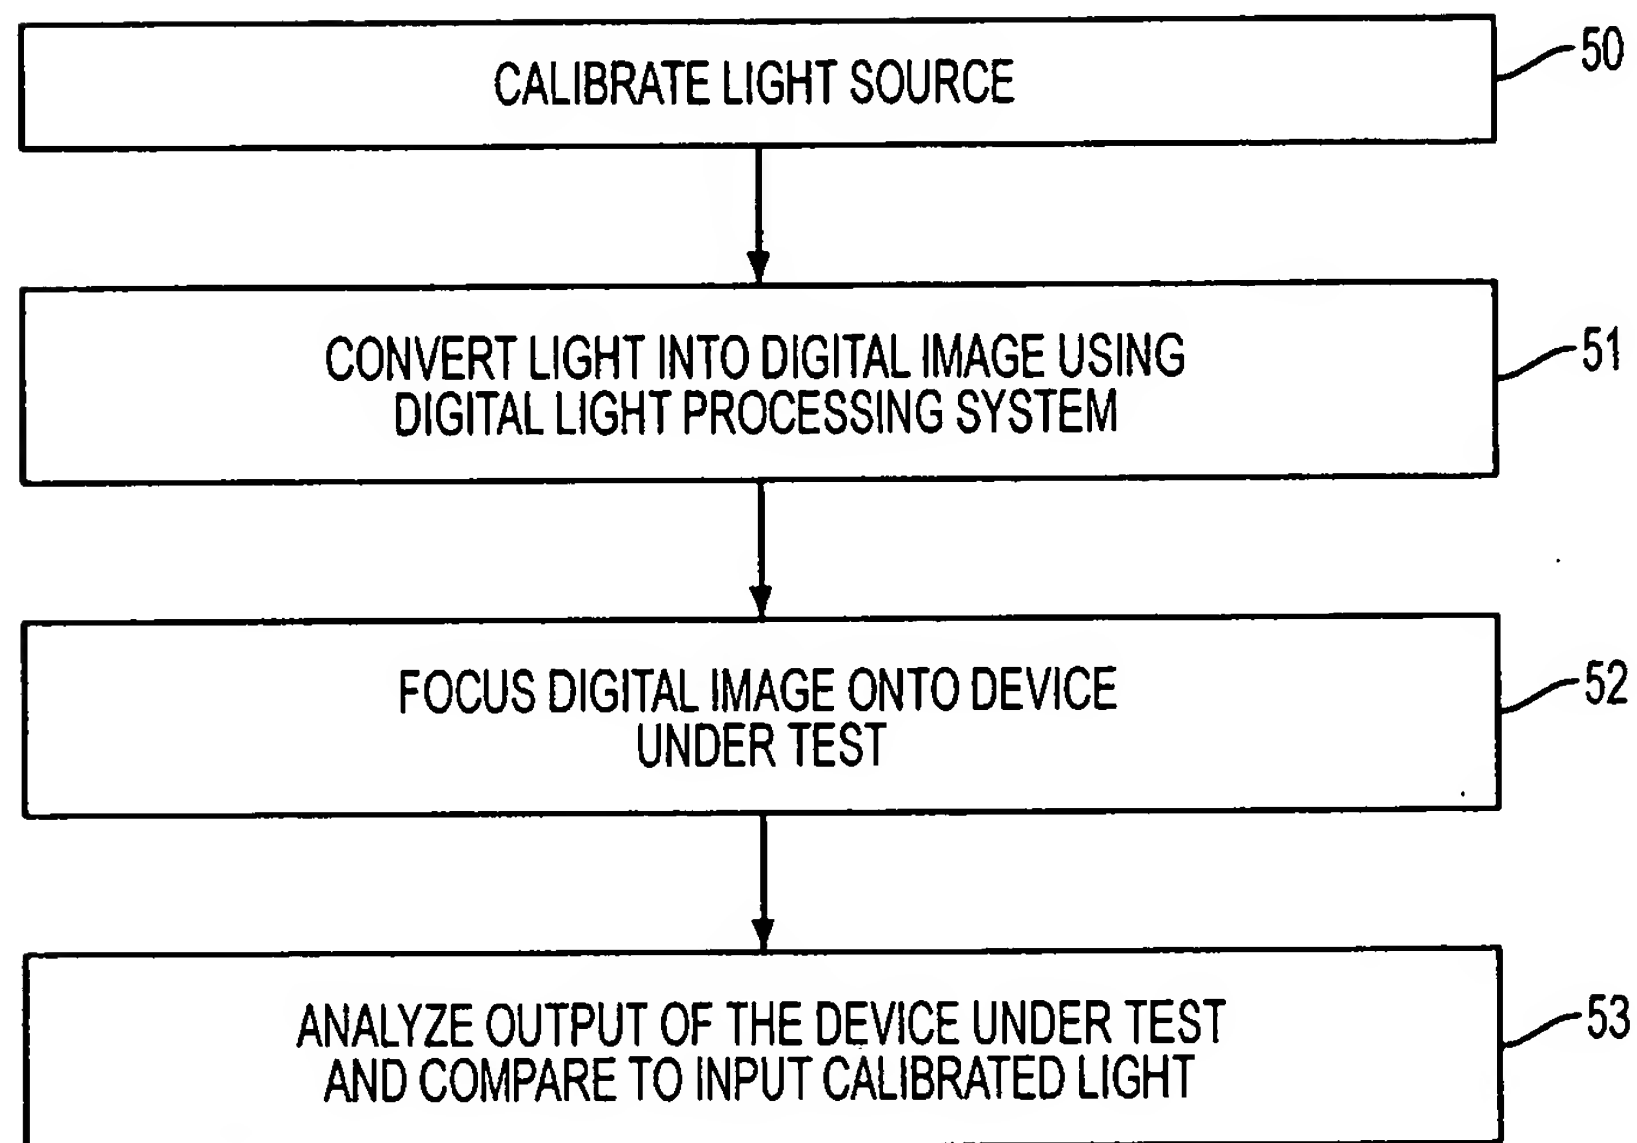 CALIBRATE LIGHT SOURCE
50
CONVERT LIGHT INTO DIGITAL IMAGE USING
DIGITAL LIGHT PROCESSING SYSTEM
51
FOCUS DIGITAL IMAGE ONTO DEVICE
UNDER TEST
52
ANALYZE OUTPUT OF THE DEVICE UNDER TEST
AND COMPARE TO INPUT CALIBRATED LIGHT
53